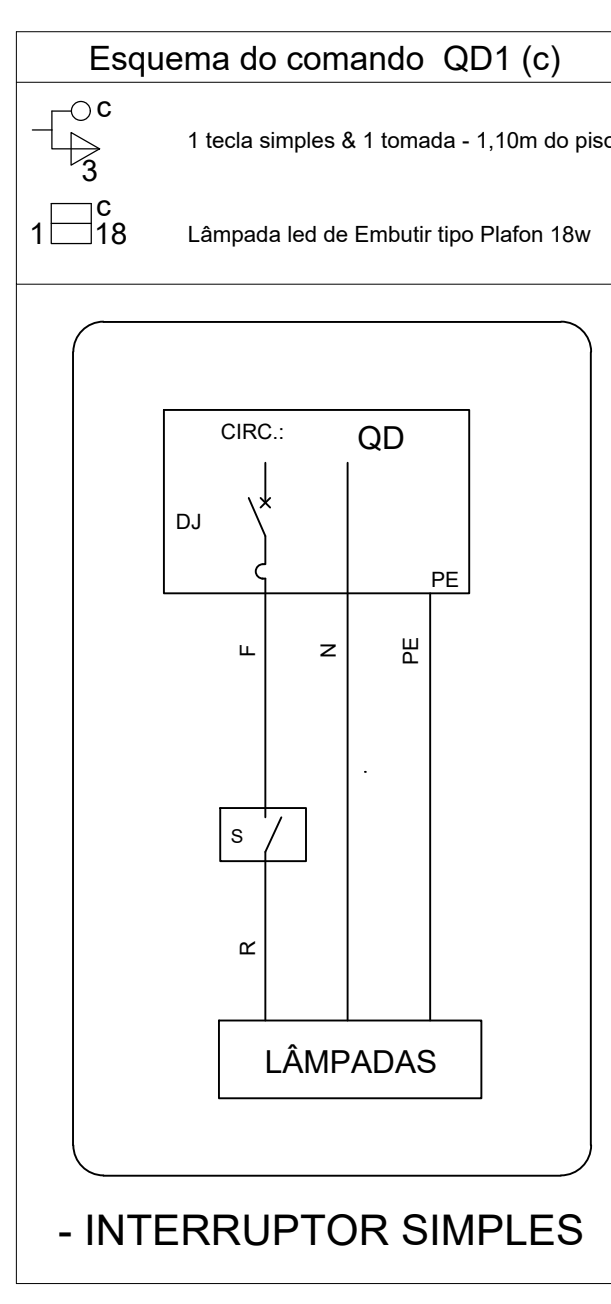 Esquema do comando QD1 (c)
c
3
1 tecla simples & 1 tomada - 1,10m do piso
c
1 18
Lâmpada led de Embutir tipo Plafon 18w
CIRC.:
QD
DJ
PE
F
N
PE
S
R
LÂMPADAS
- INTERRUPTOR SIMPLES